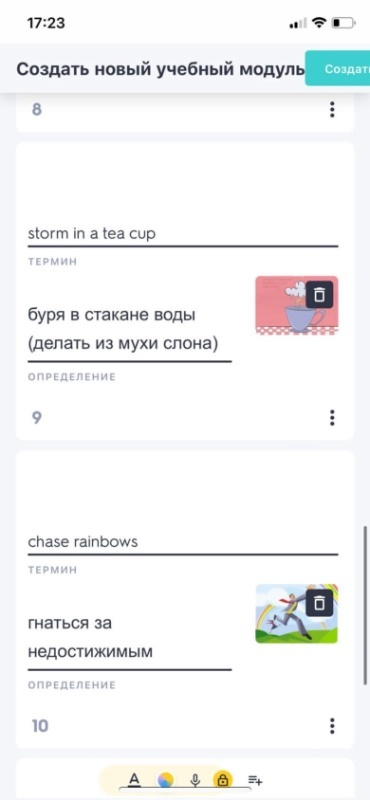 17:23
Создать новый учебный модуль
Создат
8
storm in a tea cup
ТЕРМИН
буря в стакане воды
(делать из мухи слона)
ОПРЕДЕЛЕНИЕ
9
chase rainbows
ТЕРМИН
гнаться за
недостижимым
ОПРЕДЕЛЕНИЕ
10